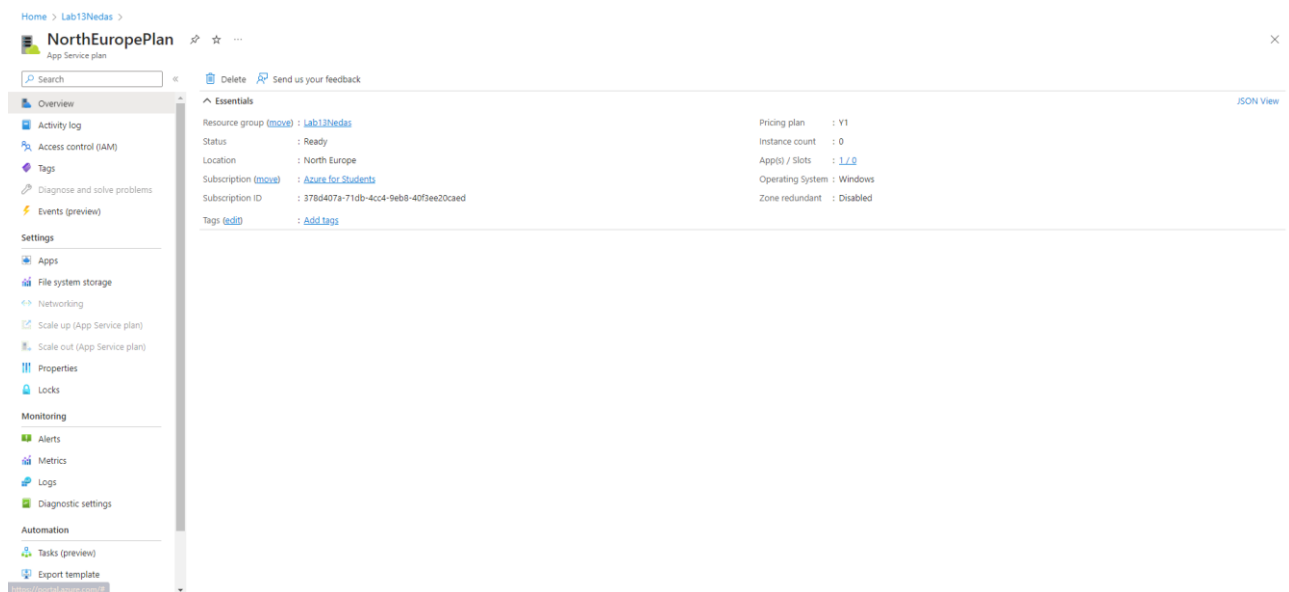 Home > Lab13Nedas >
NorthEuropePlan
App Service plan
Search
Delete Send us your feedback
Overview
Activity log
Access control (IAM)
Tags
Diagnose and solve problems
Events (preview)
Settings
Apps
File system storage
Networking
Scale up (App Service plan)
Scale out (App Service plan)
Properties
Locks
Monitoring
Alerts
Metrics
Logs
Diagnostic settings
Automation
Tasks (preview)
Export template
https://portal.azure.com/#
Essentials
JSON View
Resource group (move) : Lab13Nedas
Status : Ready
Location : North Europe
Subscription (move) : Azure for Students
Subscription ID : 378d407a-71db-4cc4-9eb8-40f3ee20caed
Tags (edit) : Add tags
Pricing plan : Y1
Instance count : 0
App(s) / Slots : 1 / 0
Operating System : Windows
Zone redundant : Disabled